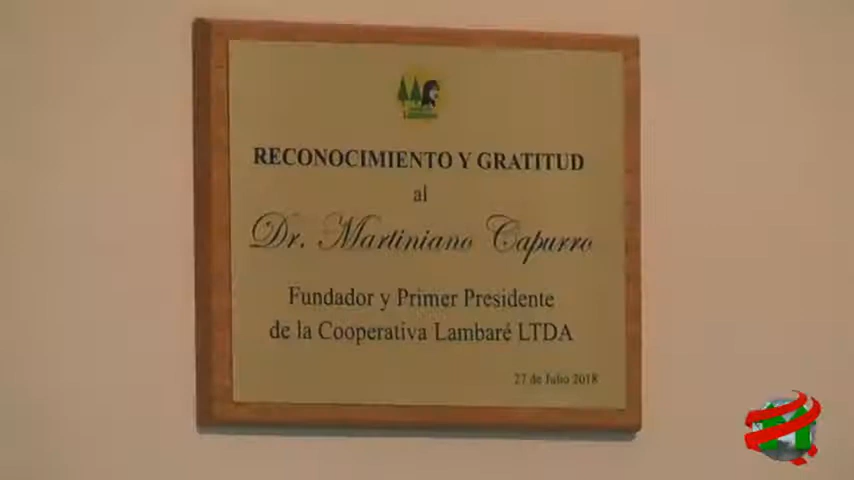 RECONOCIMIENTO Y GRATITUD
al
Dr. Martiniano Capurro
Fundador y Primer Presidente
de la Cooperativa Lambaré LTDA
27 de Julio 2018
M